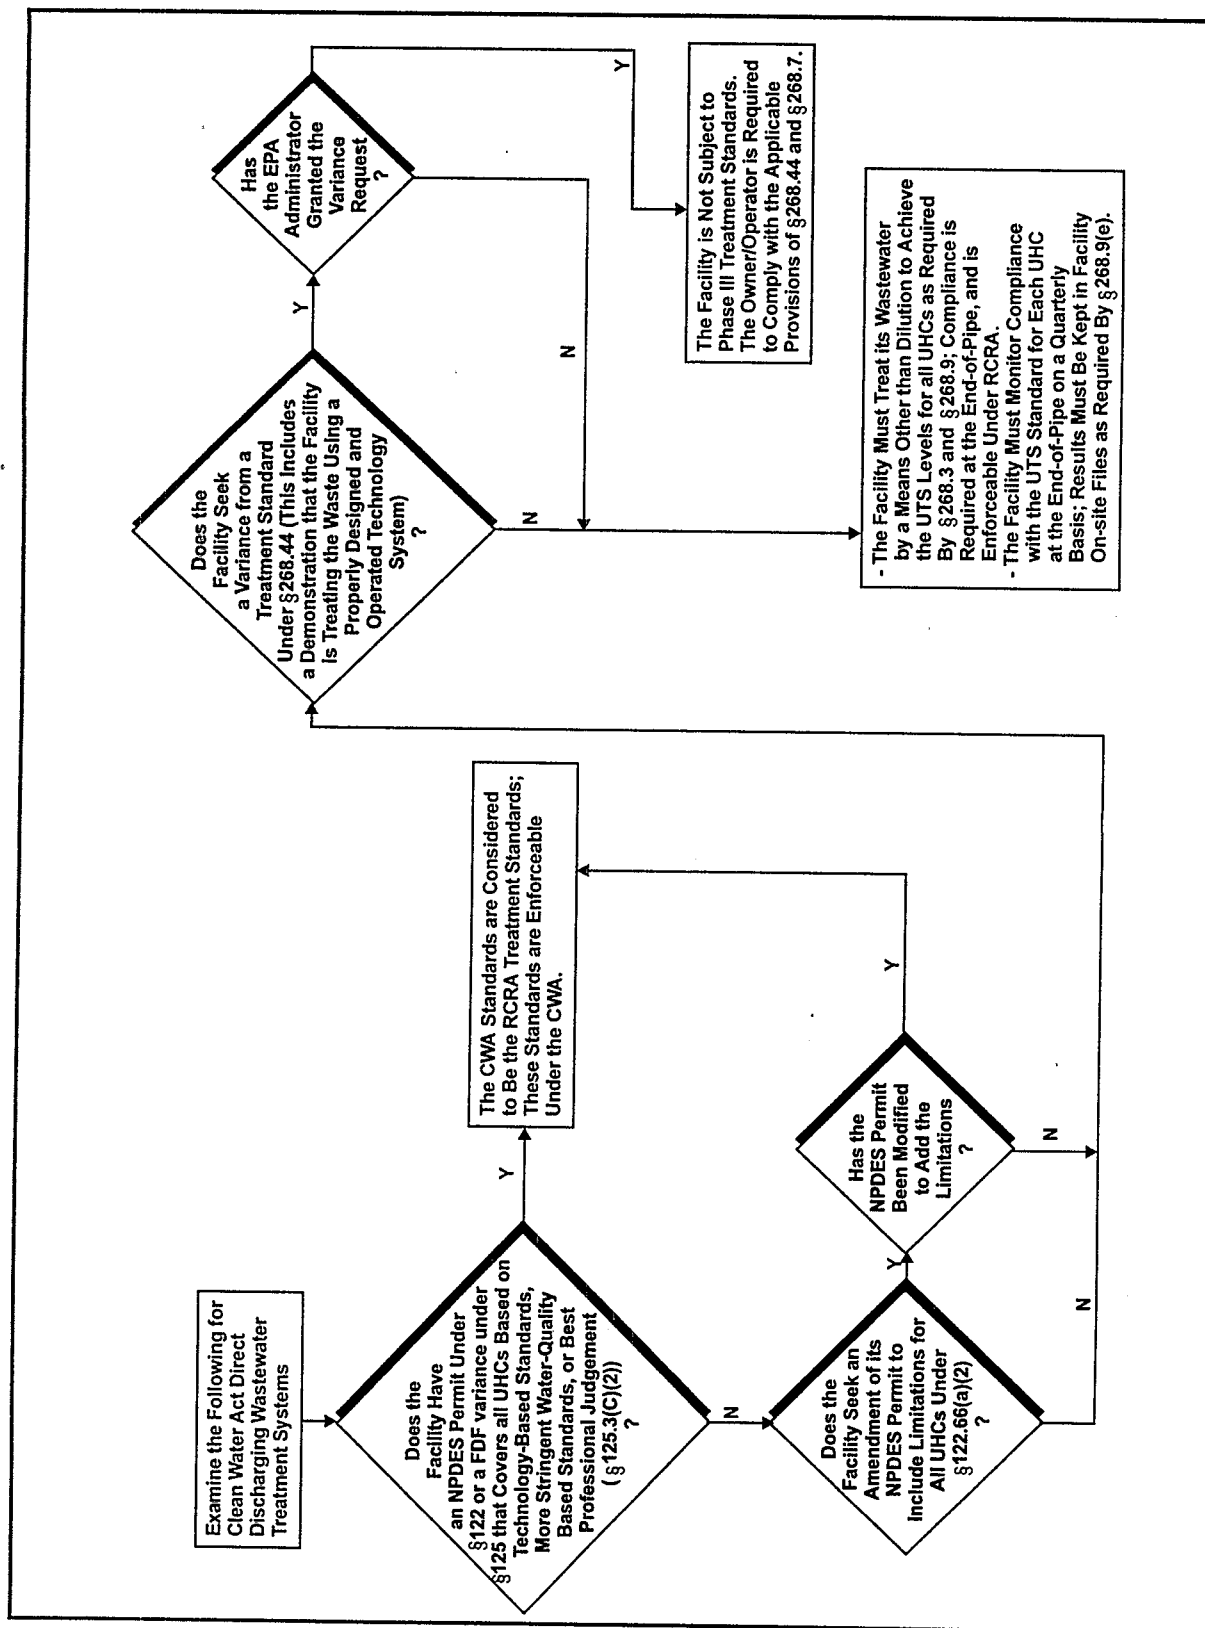 Examine the Following for
Clean Water Act Direct
Discharging Wastewater
Treatment Systems
Does the
Facility Have
an NPDES Permit Under
§122 or a FDF variance under
§125 that Covers all UHCs Based on
Technology-Based Standards,
More Stringent Water-Quality
Based Standards, or Best
Professional Judgement
( §125.3(C)(2))
?
Y
The CWA Standards are Considered
to Be the RCRA Treatment Standards;
These Standards are Enforceable
Under the CWA.
N
Does the
Facility Seek an
Amendment of its
NPDES Permit to
Include Limitations for
All UHCs Under
§122.66(a)(2)
?
Y
Has the
NPDES Permit
Been Modified
to Add the
Limitations
?
Y
N
N
Does the
Facility Seek
a Variance from a
Treatment Standard
Under §268.44 (This Includes
a Demonstration that the Facility
is Treating the Waste Using a
Properly Designed and
Operated Technology
System)
?
Y
Has
the EPA
Administrator
Granted the
Variance
Request
?
Y
N
N
The Facility is Not Subject to
Phase III Treatment Standards.
The Owner/Operator is Required
to Comply with the Applicable
Provisions of §268.44 and §268.7.
- The Facility Must Treat its Wastewater
by a Means Other than Dilution to Achieve
the UTS Levels for all UHCs as Required
By §268.3 and §268.9; Compliance is
Required at the End-of-Pipe, and is
Enforceable Under RCRA.
- The Facility Must Monitor Compliance
with the UTS Standard for Each UHC
at the End-of-Pipe on a Quarterly
Basis; Results Must Be Kept in Facility
On-site Files as Required By §268.9(e).